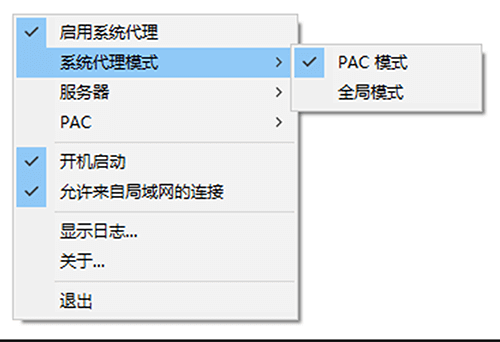 启用系统代理
系统代理模式
服务器
PAC
开机启动
允许来自局域网的连接
显示日志...
关于...
退出
PAC 模式
全局模式